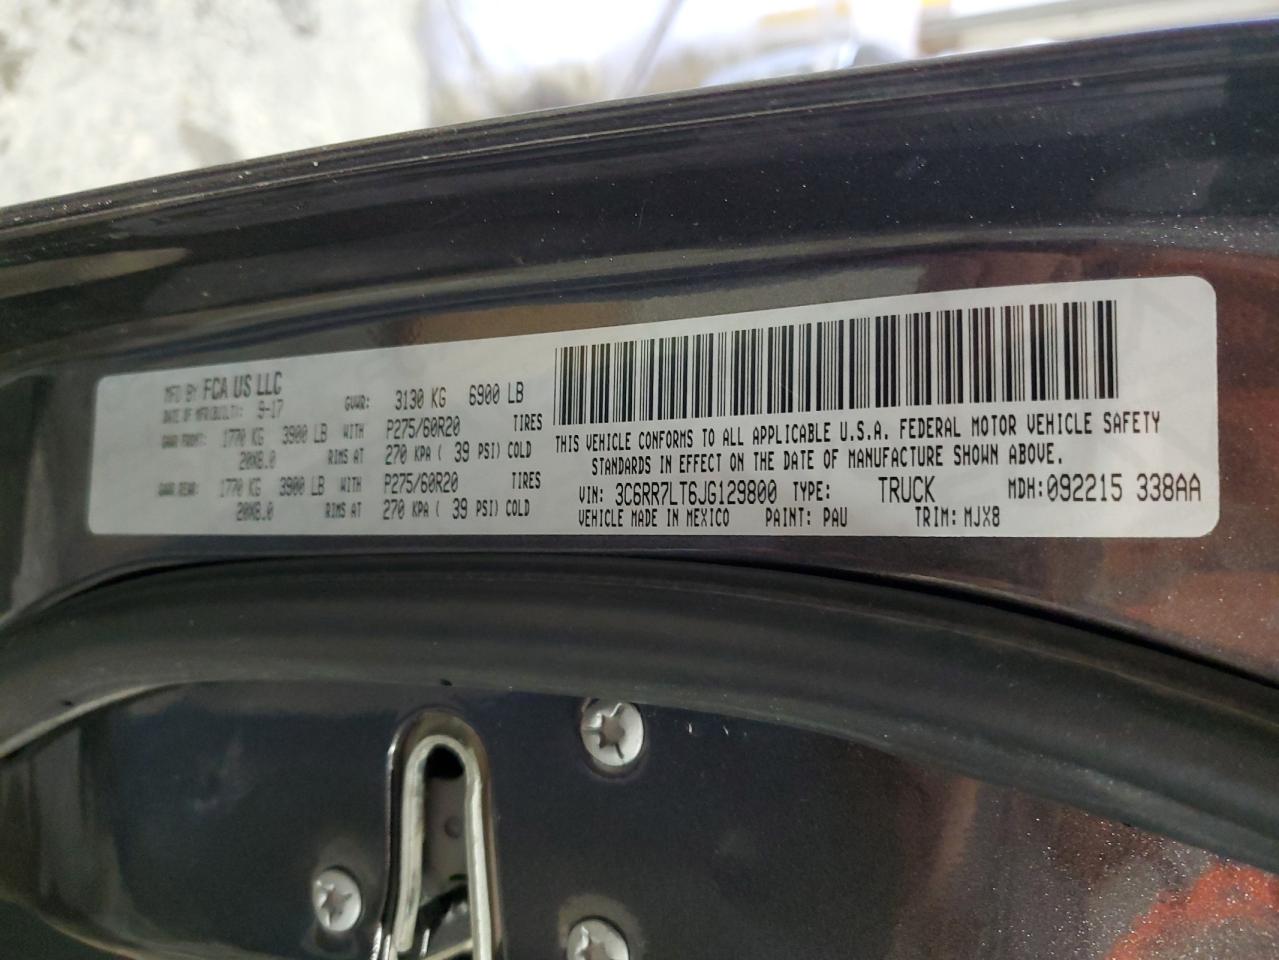 MFD BY FCA US LLC
DATE OF MFR(BUILT): 9-17 GVWR: 3130 KG 6900 LB
GAWR FRONT: 1770 KG 3900 LB WITH P275/60R20 TIRES
20X8.0 RIMS AT 270 KPA ( 39 PSI) COLD
GAWR REAR: 1770 KG 3900 LB WITH P275/60R20 TIRES
20X8.0 RIMS AT 270 KPA ( 39 PSI) COLD
THIS VEHICLE CONFORMS TO ALL APPLICABLE U.S.A. FEDERAL MOTOR VEHICLE SAFETY
STANDARDS IN EFFECT ON THE DATE OF MANUFACTURE SHOWN ABOVE.
VIN: 3C6RR7LT6JG129800 TYPE: TRUCK MDH:092215 338AA
VEHICLE MADE IN MEXICO PAINT: PAU TRIM: MJX8